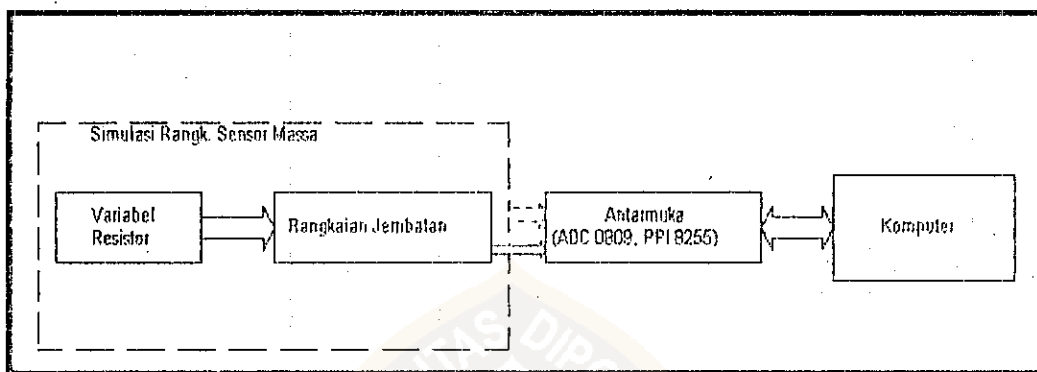 Simulasi Rangk. Sensor Massa
Variabel
Resistor
Rangkaian Jembatan
Antarmuka
(ADC 0809, PPI 8255)
Komputer